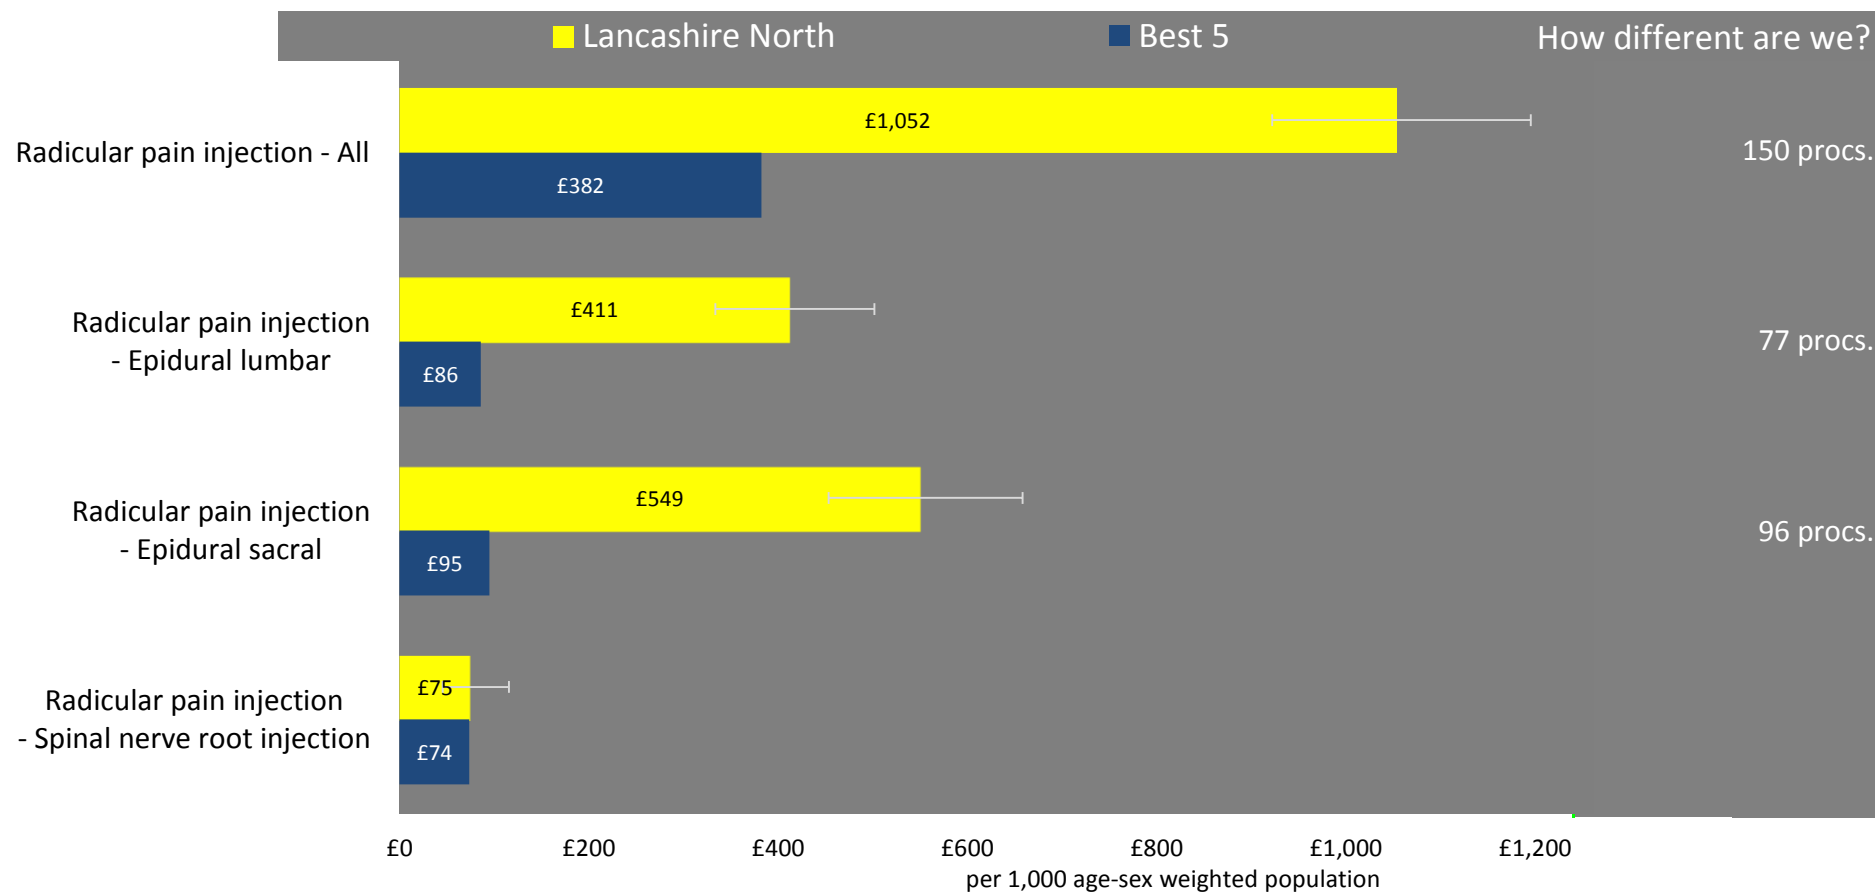 Lancashire North Best 5 How different are we?
Radicular pain injection - All
£1,052
£382
150 procs.
Radicular pain injection
- Epidural lumbar
£411
£86
77 procs.
Radicular pain injection
- Epidural sacral
£549
£95
96 procs.
Radicular pain injection
- Spinal nerve root injection
£75
£74
£0 £200 £400 £600 £800 £1,000 £1,200
per 1,000 age-sex weighted population